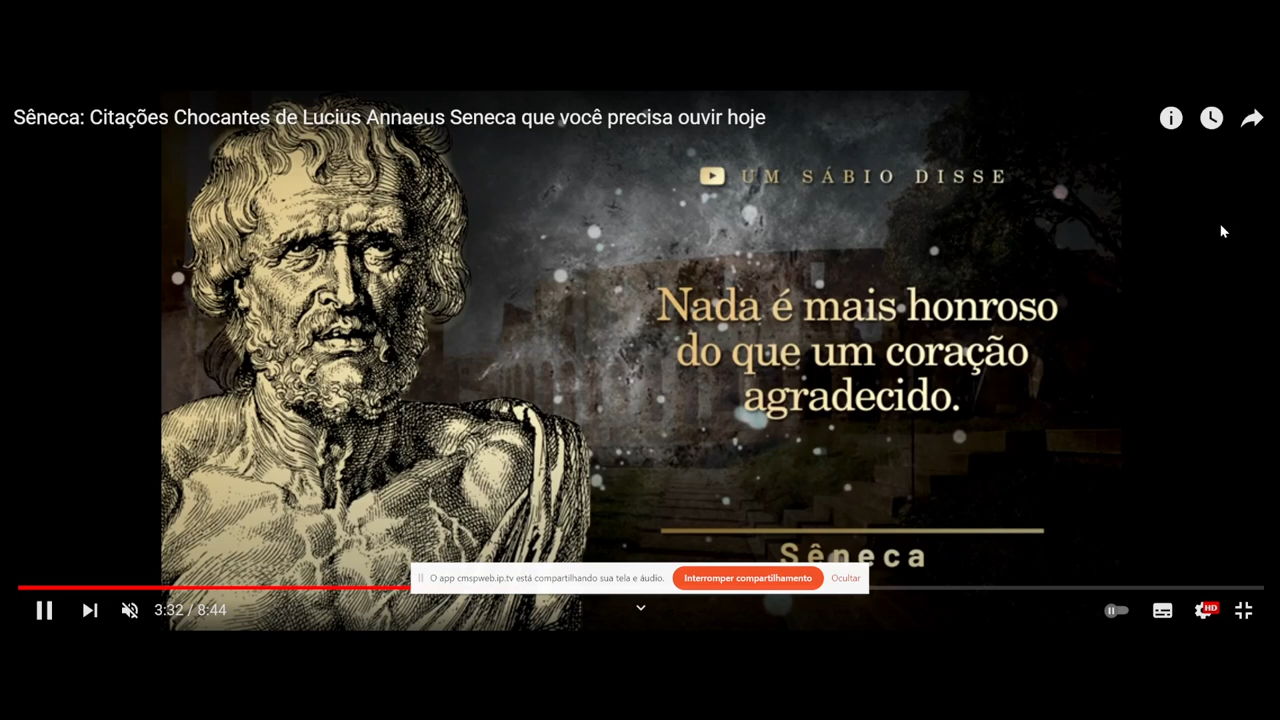 Sêneca: Citações Chocantes de Lucius Annaeus Seneca que você precisa ouvir hoje
UM SÁBIO DISSE
Nada é mais honroso
do que um coração
agradecido.
Sêneca
O app cmspweb.ip.tv está compartilhando sua tela e áudio. Interromper compartilhamento Ocultar
3:32 / 8:44
HD